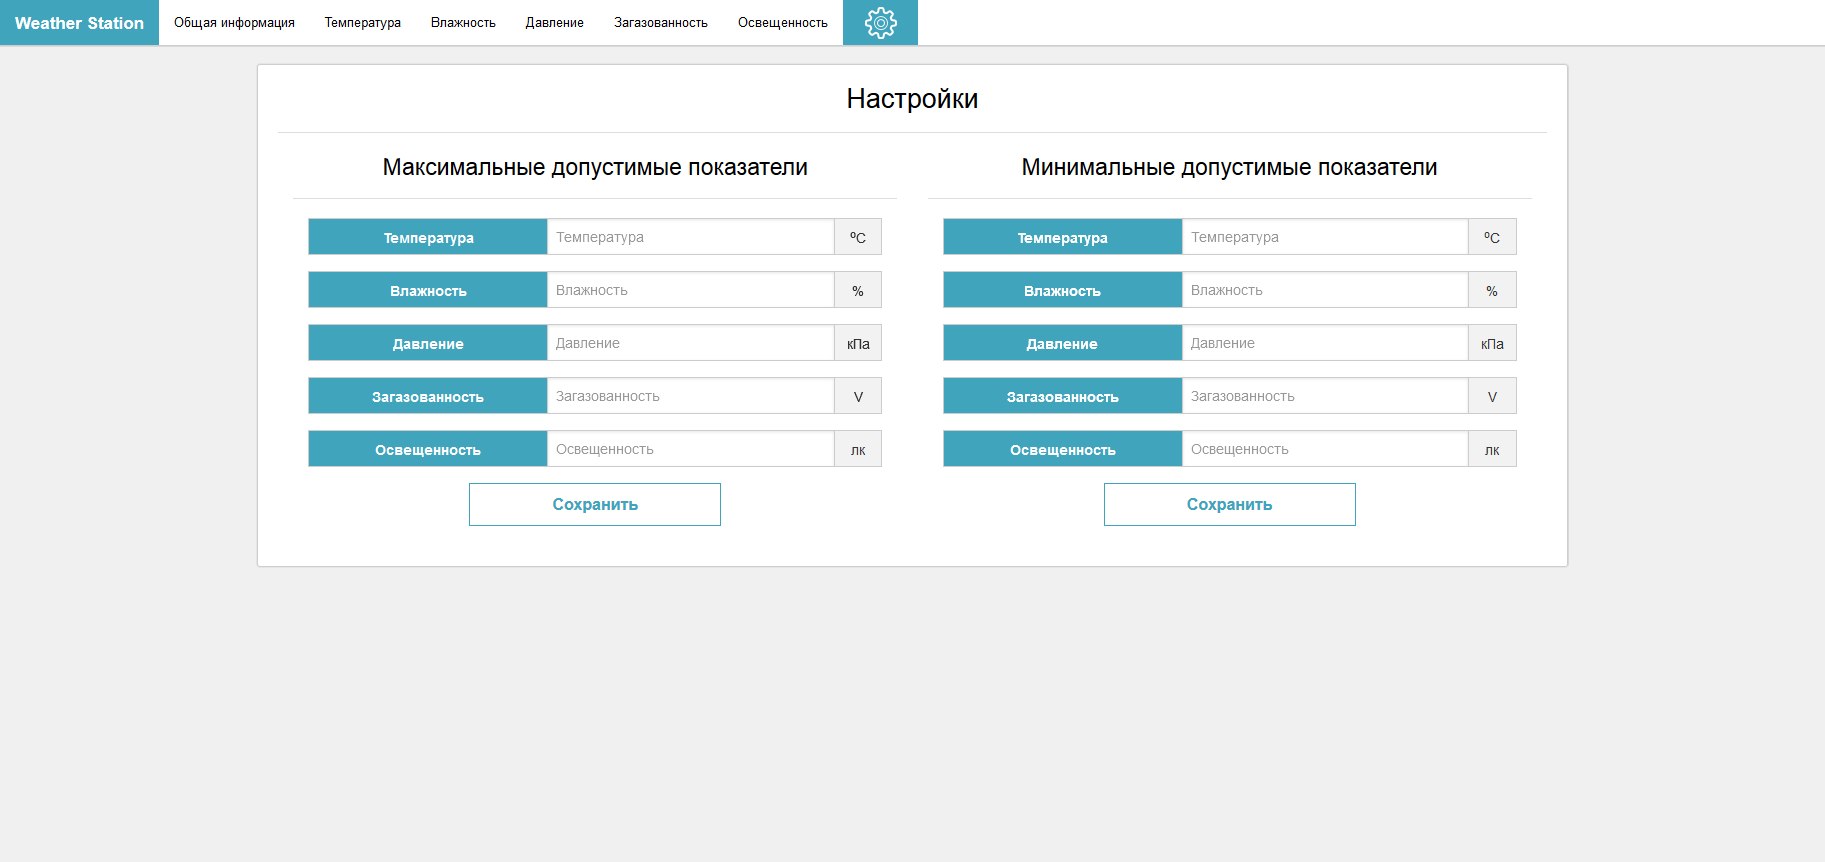 Weather Station Общая информация Температура Влажность Давление Загазованность Освещенность
Настройки
Максимальные допустимые показатели
Температура Температура ºC
Влажность Влажность %
Давление Давление кПа
Загазованность Загазованность V
Освещенность Освещенность лк
Сохранить
Минимальные допустимые показатели
Температура Температура ºC
Влажность Влажность %
Давление Давление кПа
Загазованность Загазованность V
Освещенность Освещенность лк
Сохранить